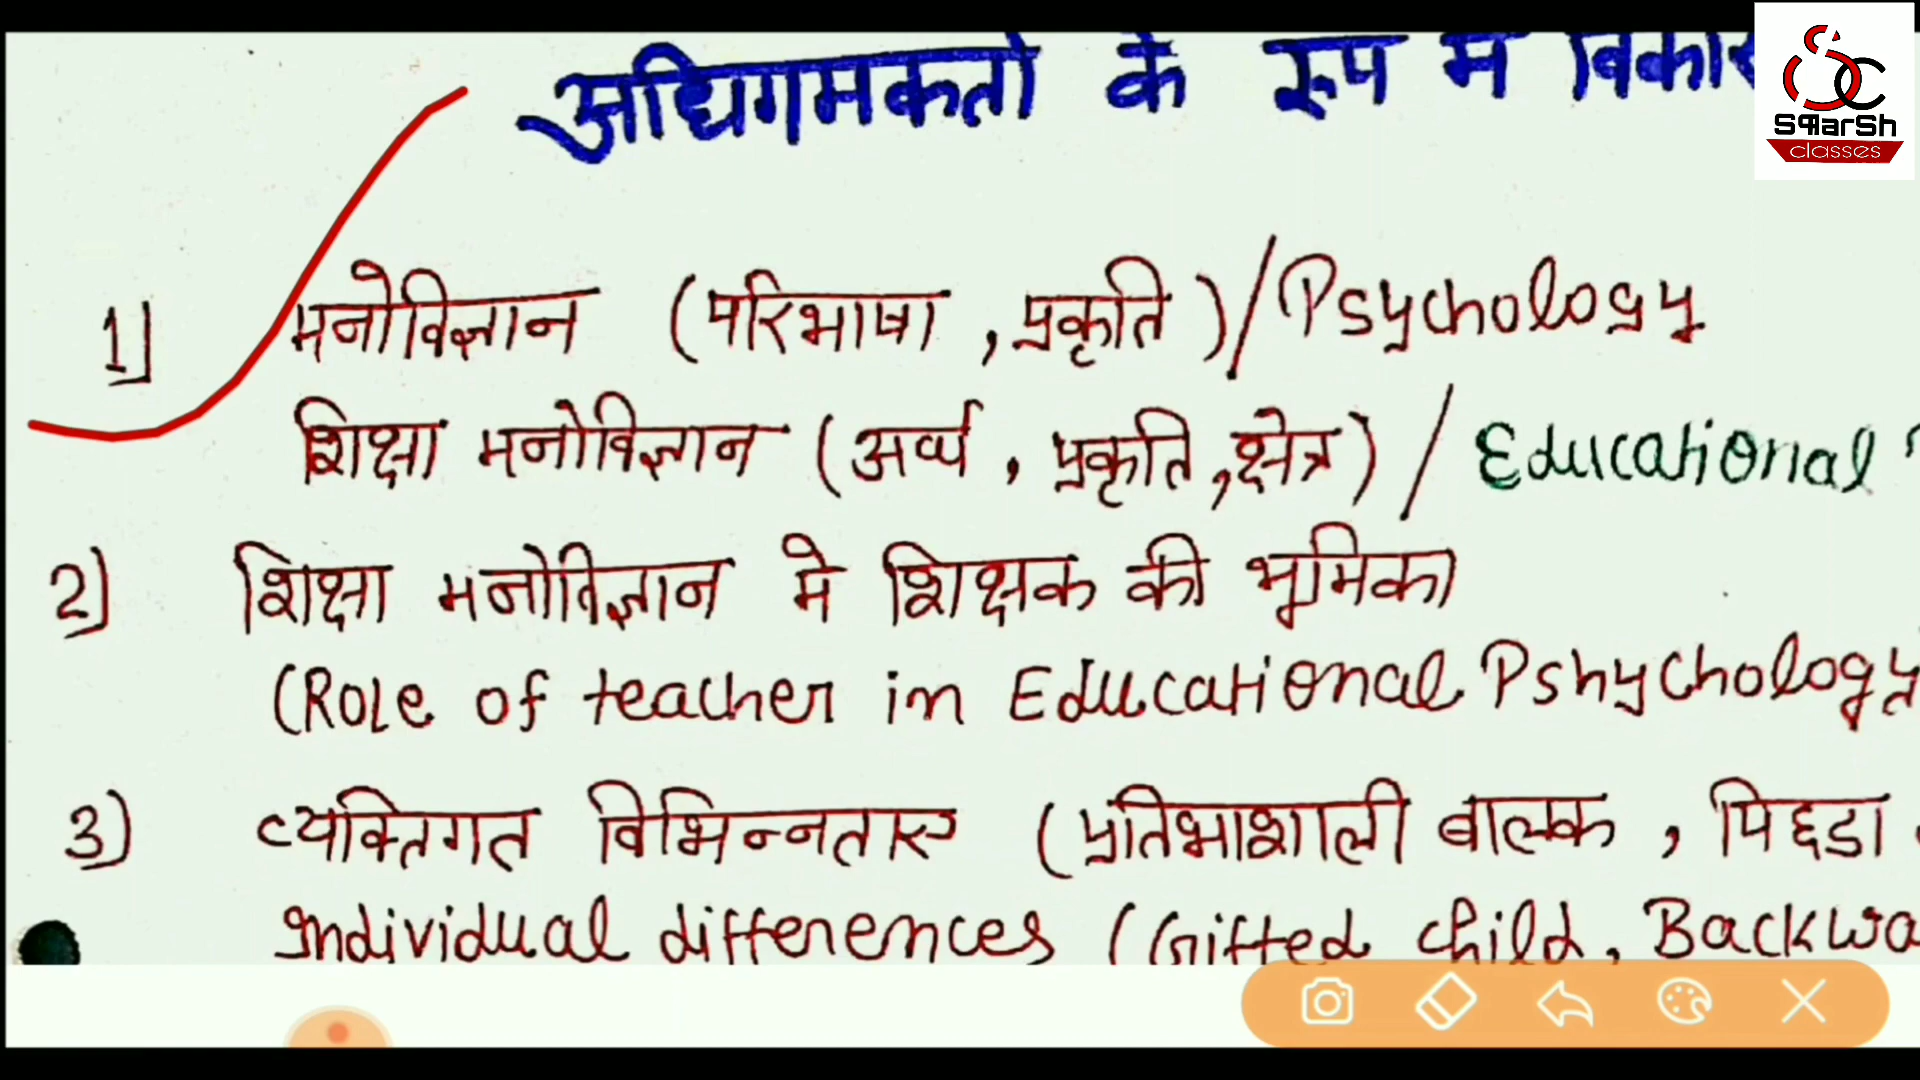 अधिगमकर्ता के रूप में विकास
SपarSh
classes
1) मनोविज्ञान (परिभाषा , प्रकृति )/Psychology
शिक्षा मनोविज्ञान (अर्थ , प्रकृति ,क्षेत्र) / Educational
2) शिक्षा मनोविज्ञान मे शिक्षक की भूमिका
(Role of teacher in Educational Pshychology
3) व्यक्तिगत विभिन्नताए (प्रतिभाशाली बालक , पिछडा
Individual differences (Gifted child, Backwa